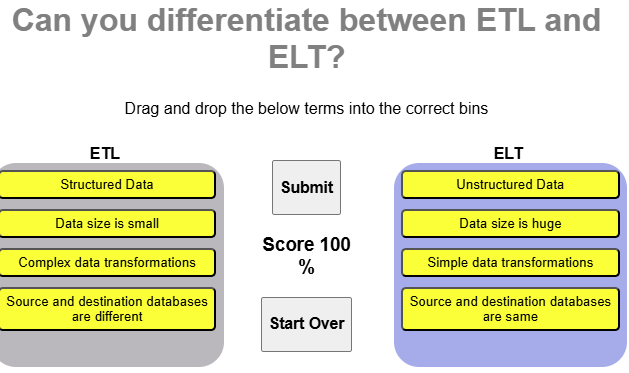 Can you differentiate between ETL and
ELT?
Drag and drop the below terms into the correct bins
ETL
Structured Data
Data size is small
Complex data transformations
Source and destination databases
are different
Submit
Score 100
%
Start Over
ELT
Unstructured Data
Data size is huge
Simple data transformations
Source and destination databases
are same